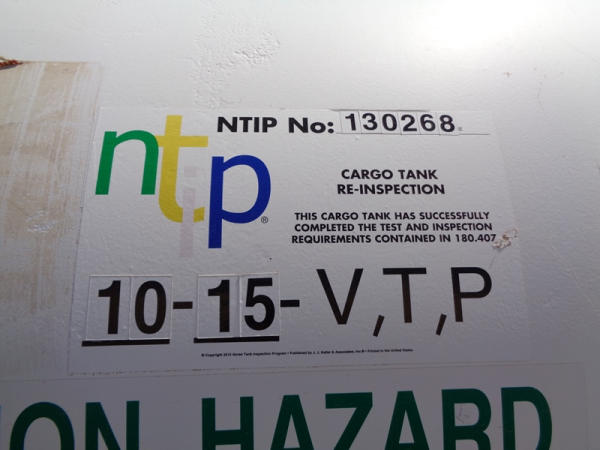 ntip®
NTIP No: 130268
CARGO TANK
RE-INSPECTION
THIS CARGO TANK HAS SUCCESSFULLY
COMPLETED THE TEST AND INSPECTION
REQUIREMENTS CONTAINED IN 180.407
10-15-V,T,P
ION HAZARD